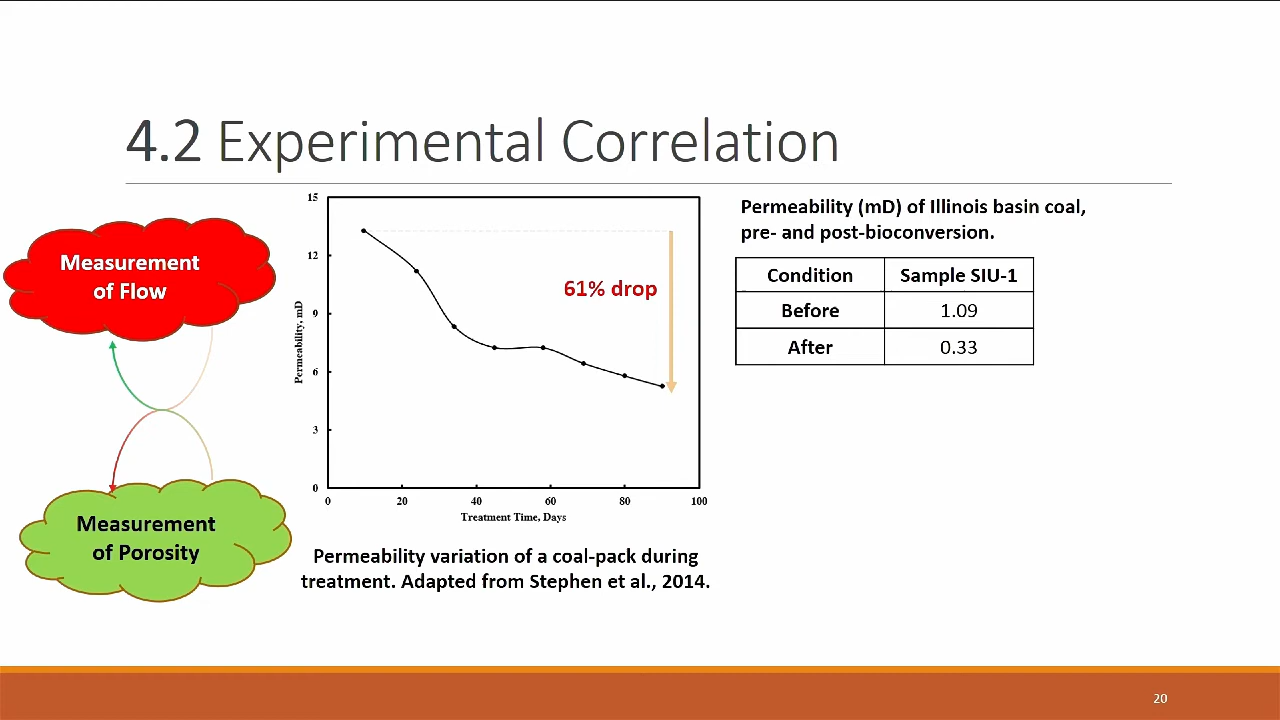 4.2 Experimental Correlation
Measurement
of Flow
Measurement
of Porosity
15
12
9
6
3
0
Permeability, mD
61% drop
0 20 40 60 80 100
Treatment Time, Days
Permeability variation of a coal-pack during
treatment. Adapted from Stephen et al., 2014.
Permeability (mD) of Illinois basin coal,
pre- and post-bioconversion.
Condition Sample SIU-1
Before 1.09
After 0.33
20